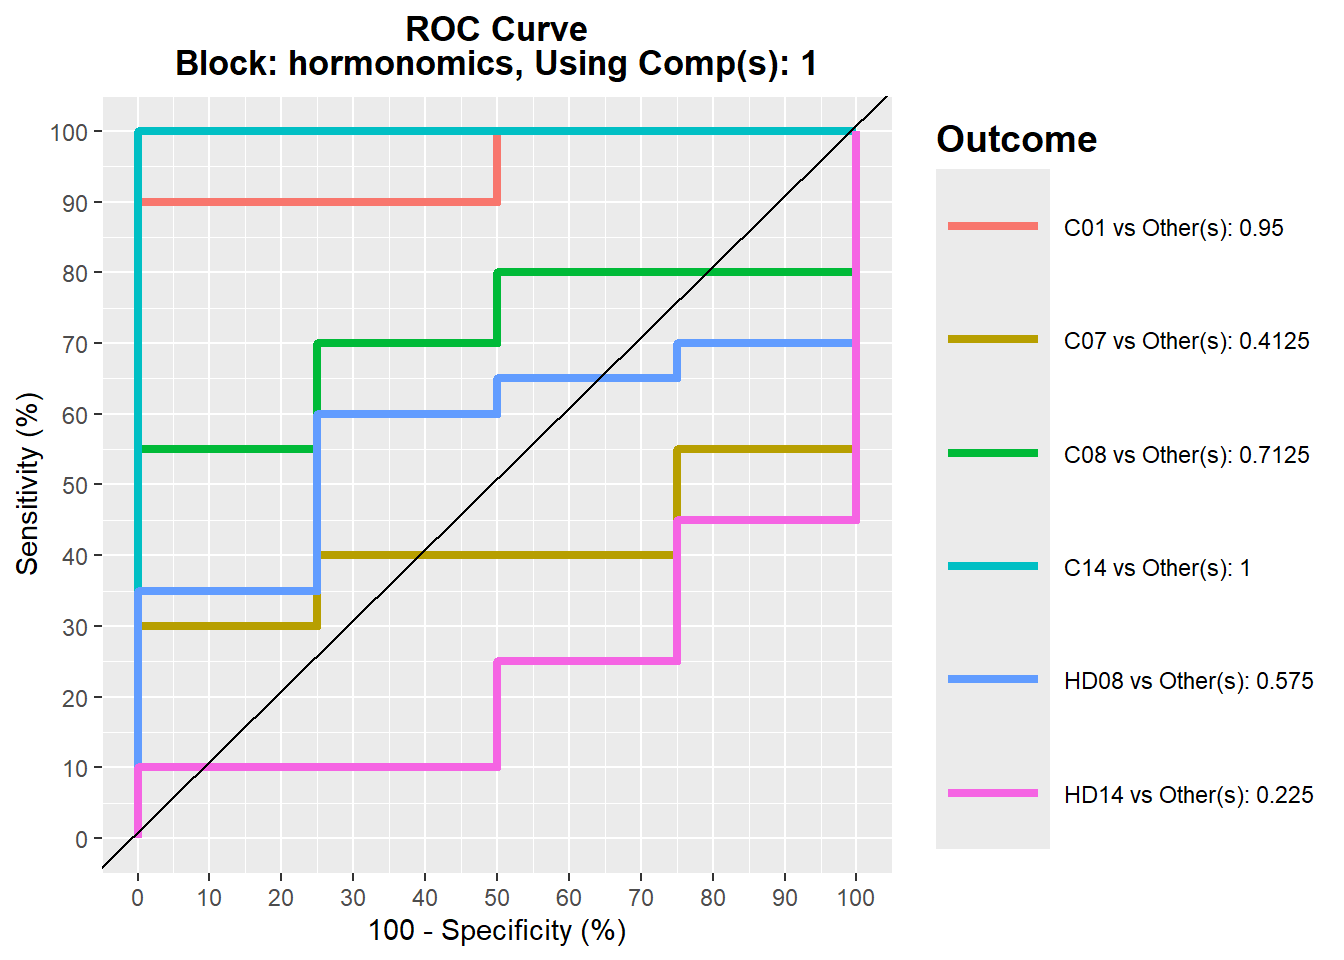 ROC Curve
Block: hormonomics, Using Comp(s): 1
Outcome
C01 vs Other(s): 0.95
C07 vs Other(s): 0.4125
C08 vs Other(s): 0.7125
C14 vs Other(s): 1
HD08 vs Other(s): 0.575
HD14 vs Other(s): 0.225
Sensitivity (%)
100
90
80
70
60
50
40
30
20
10
0
0 10 20 30 40 50 60 70 80 90 100
100 - Specificity (%)